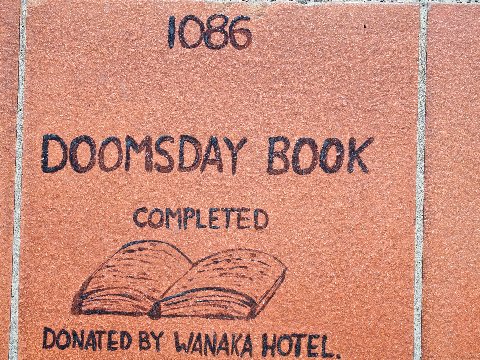 1086
DOOMSDAY BOOK
COMPLETED
DONATED BY WANAKA HOTEL.